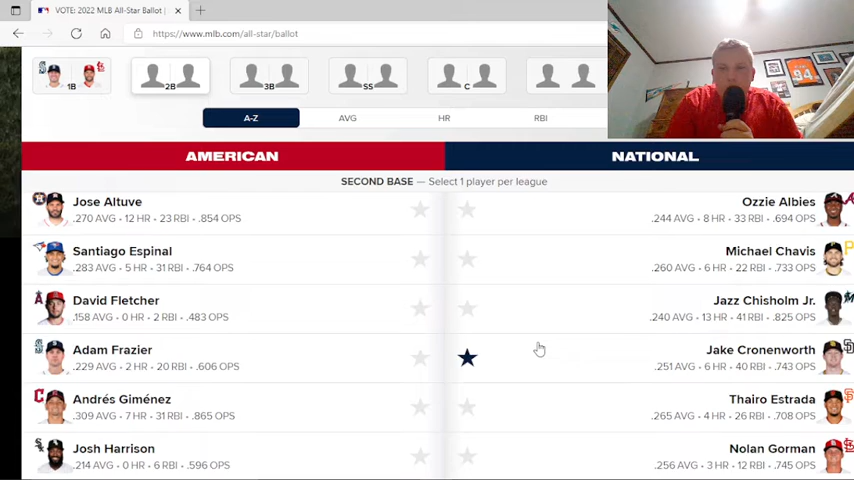 VOTE: 2022 MLB All-Star Ballot |
https://www.mlb.com/all-star/ballot
1B
2B
3B
SS
C
A-Z
AVG
HR
RBI
94
AMERICAN
NATIONAL
SECOND BASE — Select 1 player per league
Jose Altuve
.270 AVG • 12 HR • 23 RBI • .854 OPS
Ozzie Albies
.244 AVG • 8 HR • 33 RBI • .694 OPS
Santiago Espinal
.283 AVG • 5 HR • 31 RBI • .764 OPS
Michael Chavis
.260 AVG • 6 HR • 22 RBI • .733 OPS
David Fletcher
.158 AVG • 0 HR • 2 RBI • .483 OPS
Jazz Chisholm Jr.
.240 AVG • 13 HR • 41 RBI • .825 OPS
Adam Frazier
.229 AVG • 2 HR • 20 RBI • .606 OPS
Jake Cronenworth
.251 AVG • 6 HR • 40 RBI • .743 OPS
Andrés Giménez
.309 AVG • 7 HR • 31 RBI • .865 OPS
Thairo Estrada
.265 AVG • 4 HR • 26 RBI • .708 OPS
Josh Harrison
.214 AVG • 0 HR • 6 RBI • .596 OPS
Nolan Gorman
.256 AVG • 3 HR • 12 RBI • .745 OPS